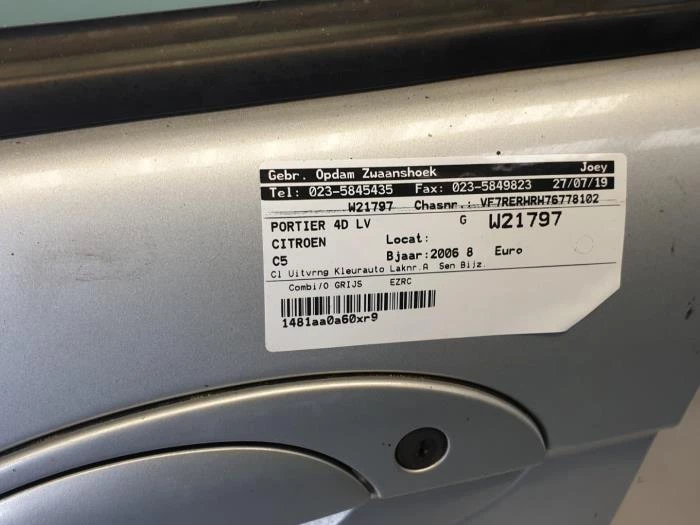 Gebr. Opdam Zwaanshoek Joey
Tel: 023-5845435 Fax: 023-5849823 27/07/19
W21797 Chasnr.: VF7RERHRH76778102
PORTIER 4D LV G W21797
CITROEN Locat:
C5 Bjaar:2006 8 Euro
Cl Uitvrng Kleurauto Laknr.A Sen Bijz.
Combi/O GRIJS EZRC
1481aa0a60xr9